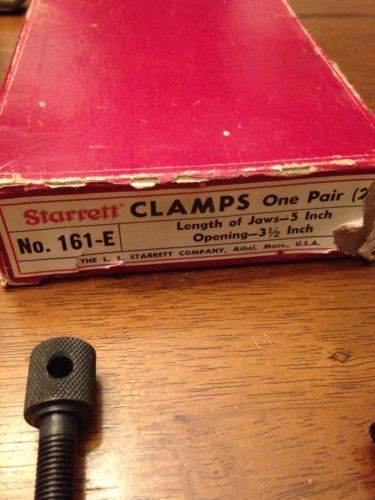 Starrett CLAMPS One Pair (2
No. 161-E
Length of Jaws—5 Inch
Opening—3½ Inch
THE L. S. STARRETT COMPANY, Athol, Mass., U.S.A.